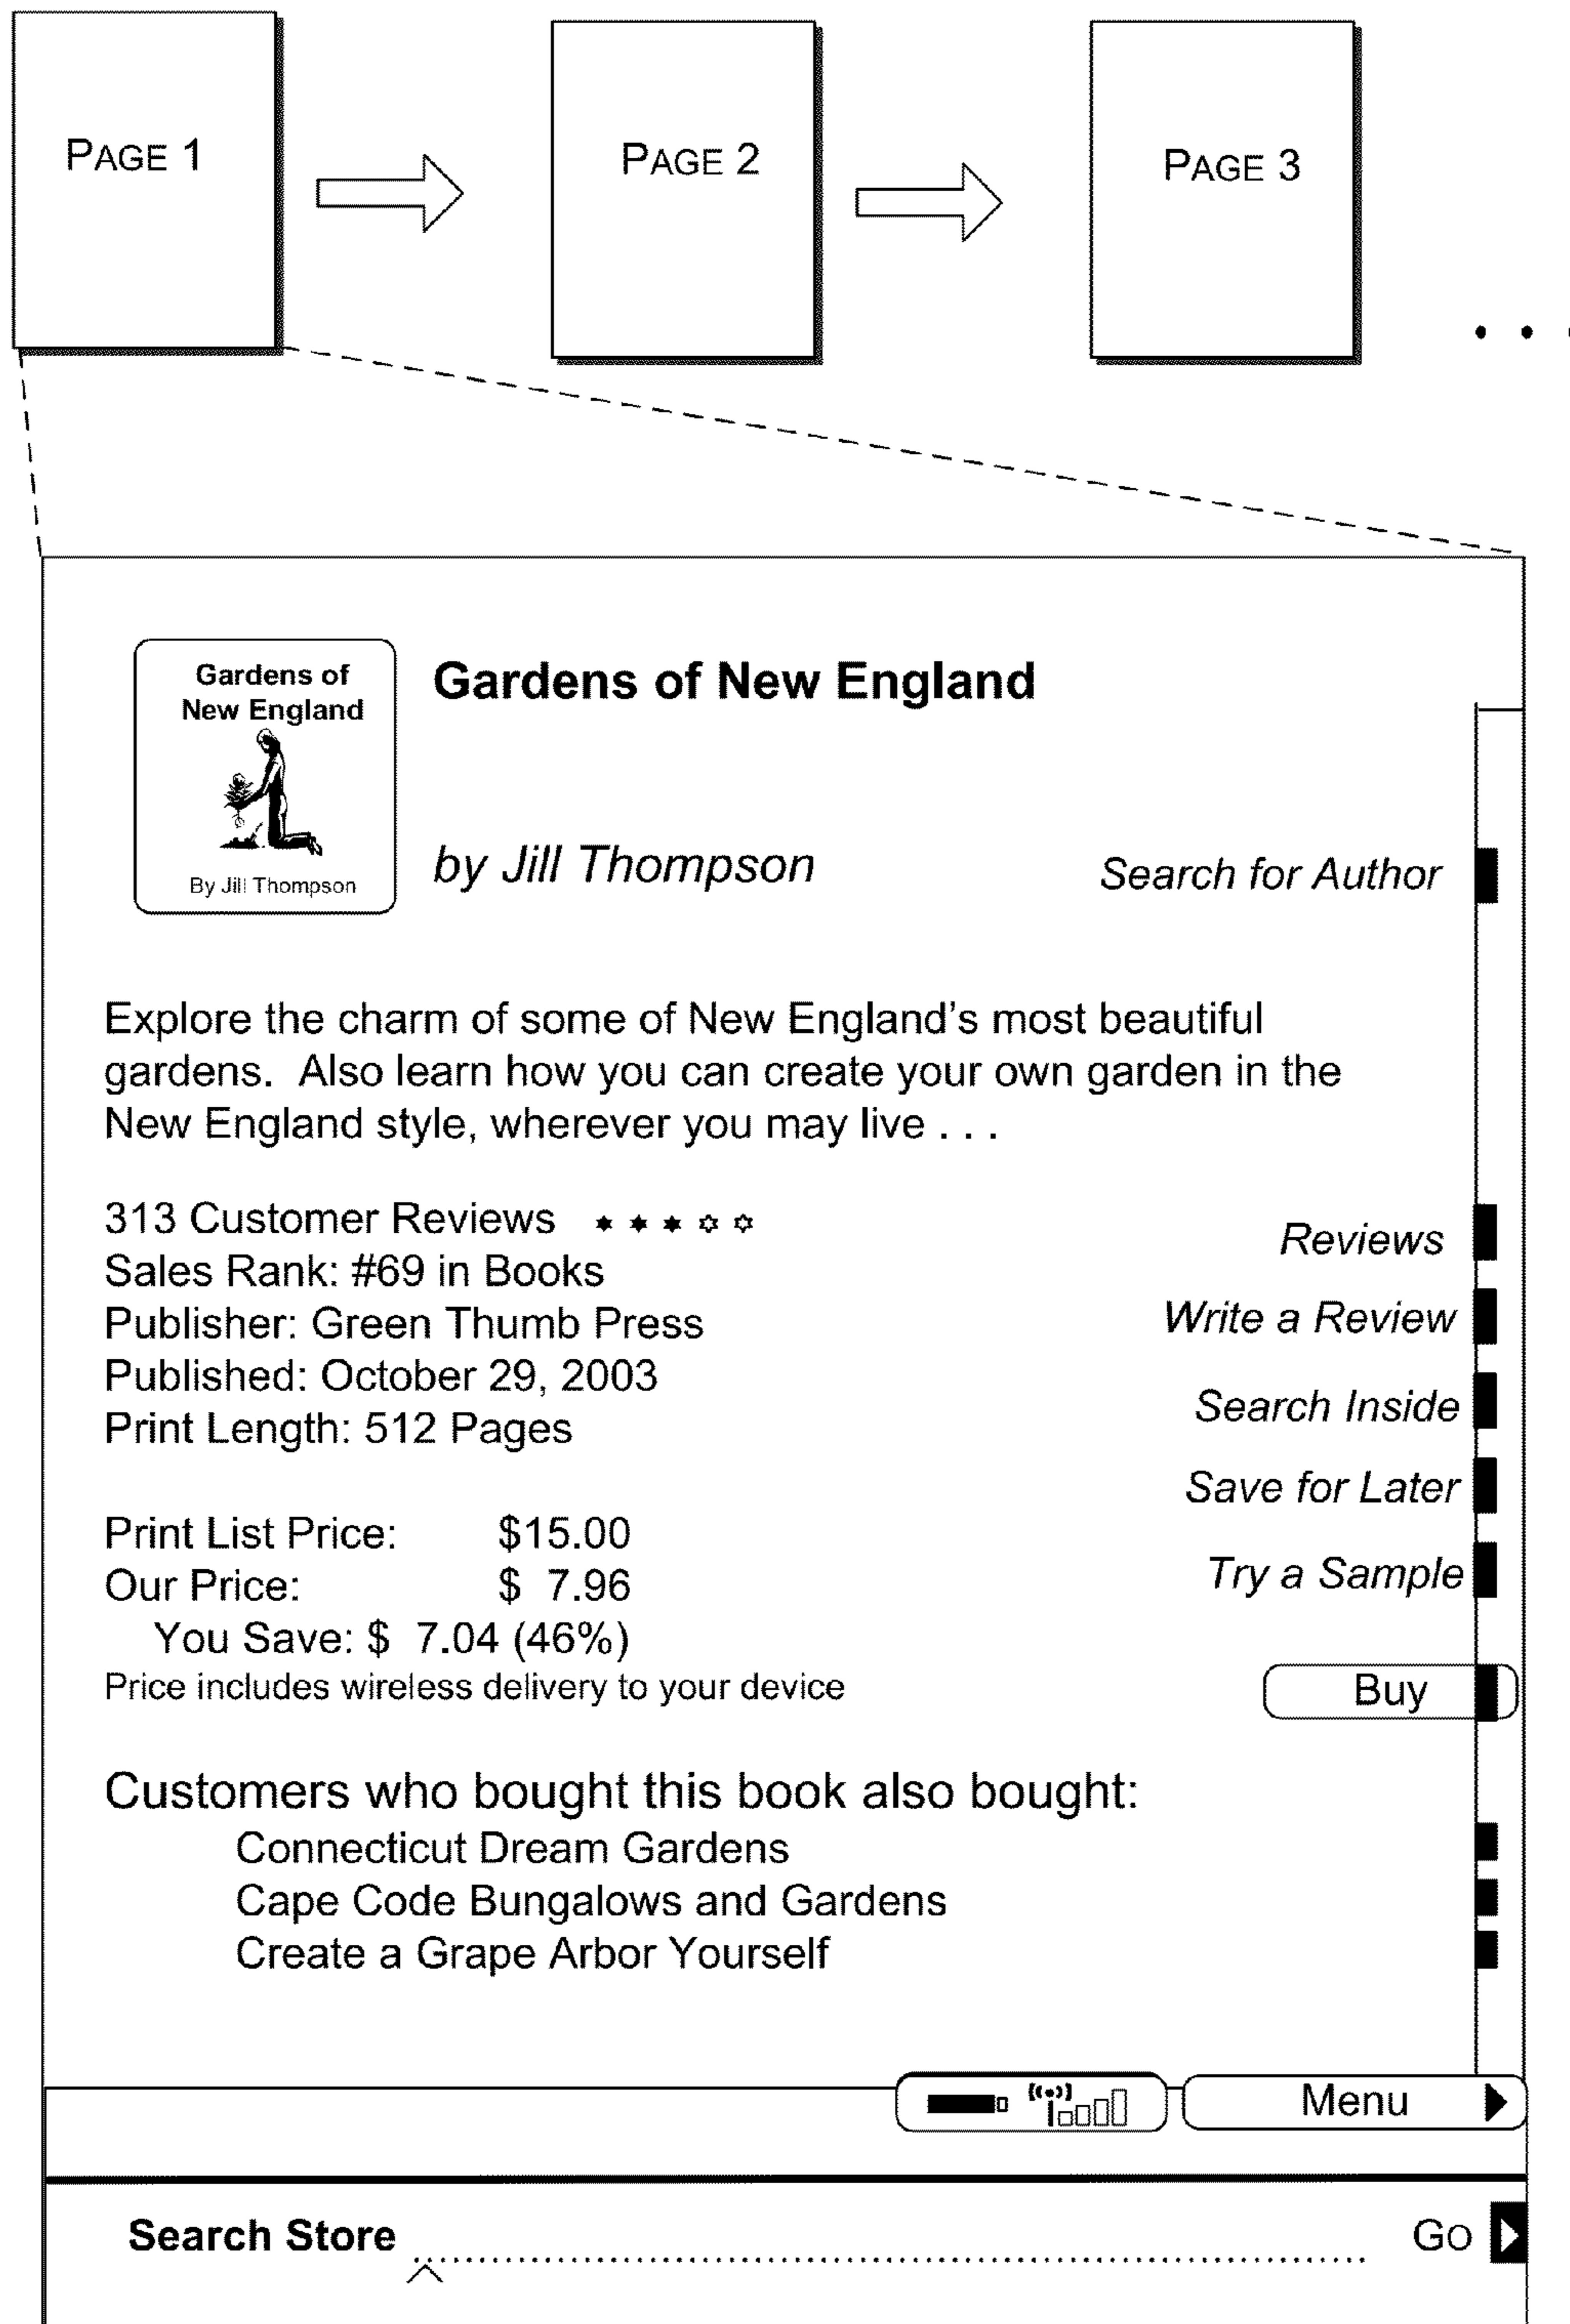 PAGE 1
PAGE 2
PAGE 3
. . .
Gardens of
New England
By Jill Thompson
Gardens of New England
by Jill Thompson
Search for Author
Explore the charm of some of New England's most beautiful
gardens.  Also learn how you can create your own garden in the
New England style, wherever you may live . . .
313 Customer Reviews
Reviews
Sales Rank: #69 in Books
Publisher: Green Thumb Press
Write a Review
Published: October 29, 2003
Search Inside
Print Length: 512 Pages
Save for Later
Print List Price: $15.00
Try a Sample
Our Price: $ 7.96
You Save: $ 7.04 (46%)
Price includes wireless delivery to your device
Buy
Customers who bought this book also bought:
Connecticut Dream Gardens
Cape Code Bungalows and Gardens
Create a Grape Arbor Yourself
Menu
Search Store
GO